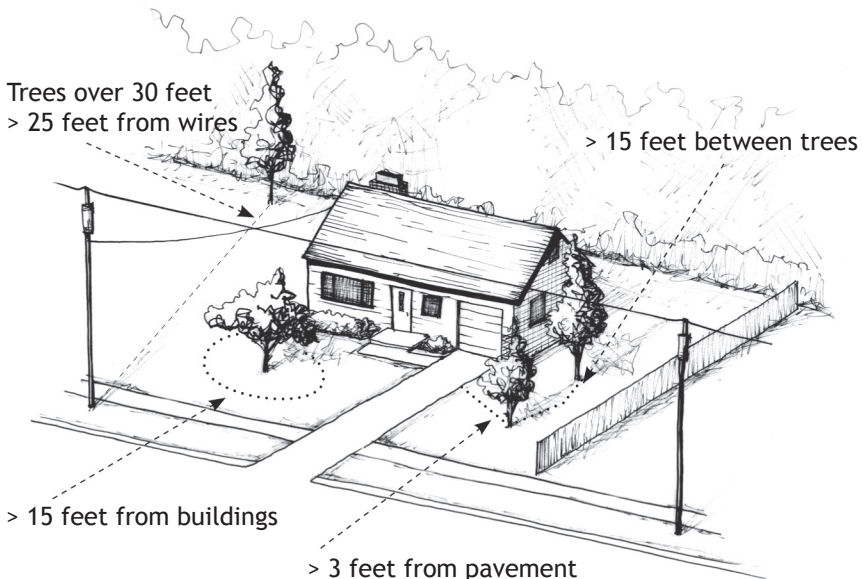 Trees over 30 feet
> 25 feet from wires
> 15 feet between trees
> 15 feet from buildings
> 3 feet from pavement